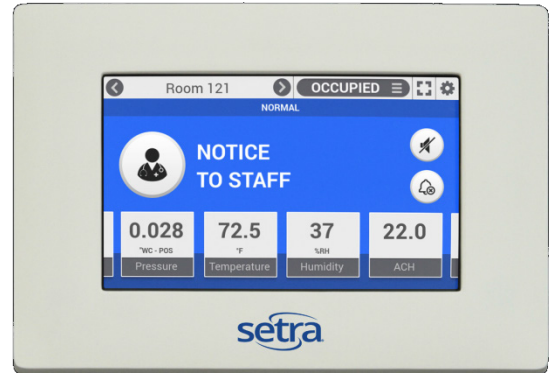 Room 121
OCCUPIED
NORMAL
NOTICE
TO STAFF
0.028
"WC - POS
Pressure
72.5
°F
Temperature
37
%RH
Humidity
22.0
ACH
setra